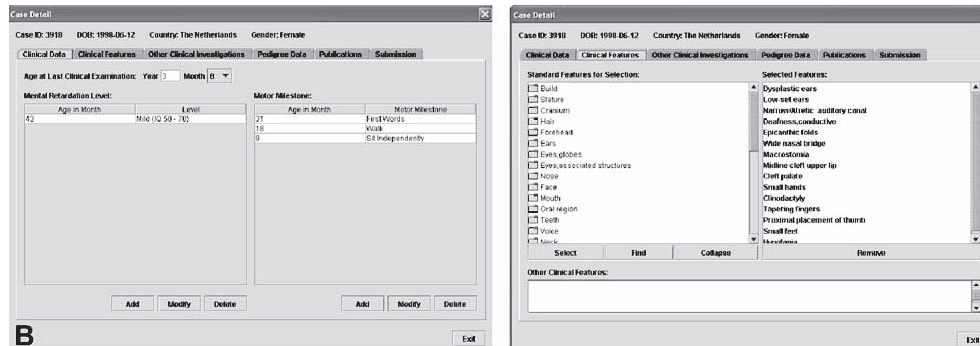 Case Detail
Case ID: 3918 DOB: 1998-06-12 Country: The Netherlands Gender: Female
Clinical Data Clinical Features Other Clinical Investigations Pedigree Data Publications Submission
Age at Last Clinical Examination: Year 3 Month 8
Mental Retardation Level:
Age in Month Level
43 Mild (IQ 50 - 70)
Motor Milestone:
Age in Month Motor Milestone
31 First Words
18 Walk
9 Sit Independently
Add Modify Delete
Add Modify Delete
B
Exit
Case Detail
Case ID: 3918 DOB: 1998-06-12 Country: The Netherlands Gender: Female
Clinical Data Clinical Features Other Clinical Investigations Pedigree Data Publications Submission
Standard Features for Selection:
Build
Stature
Cranium
Hair
Forehead
Ears
Eyes,globes
Eyes,associated structures
Nose
Face
Mouth
Oral region
Teeth
Voice
Neck
Select Find Collapse
Selected Features:
Dysplastic ears
Low-set ears
Narrow/Atretic auditory canal
Deafness,conductive
Epicanthic folds
Wide nasal bridge
Macrostomia
Midline cleft upper lip
Cleft palate
Small hands
Clinodactyly
Tapering fingers
Proximal placement of thumb
Small feet
Hypotonia
Remove
Other Clinical Features:
Exit